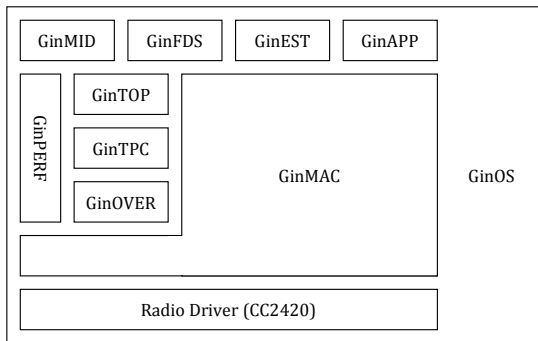 GinMID
GinFDS
GinEST
GinAPP
GinPERF
GinTOP
GinTPC
GinOVER
GinMAC
GinOS
Radio Driver (CC2420)